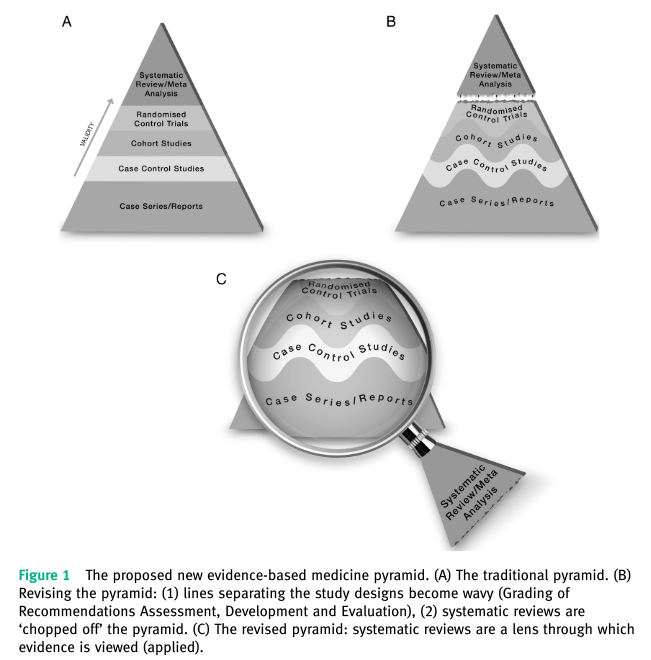 A
Systematic
Review/Meta
Analysis
Randomised
Control Trials
Cohort Studies
Case Control Studies
Case Series/Reports
VALIDITY
B
Systematic
Review/Meta
Analysis
Randomised
Control Trials
Cohort Studies
Case Control Studies
Case Series/Reports
C
Randomised
Control Trials
Cohort Studies
Case Control Studies
Case Series/Reports
Systematic
Review/Meta
Analysis
Figure 1 The proposed new evidence-based medicine pyramid. (A) The traditional pyramid. (B)
Revising the pyramid: (1) lines separating the study designs become wavy (Grading of
Recommendations Assessment, Development and Evaluation), (2) systematic reviews are
‘chopped off’ the pyramid. (C) The revised pyramid: systematic reviews are a lens through which
evidence is viewed (applied).